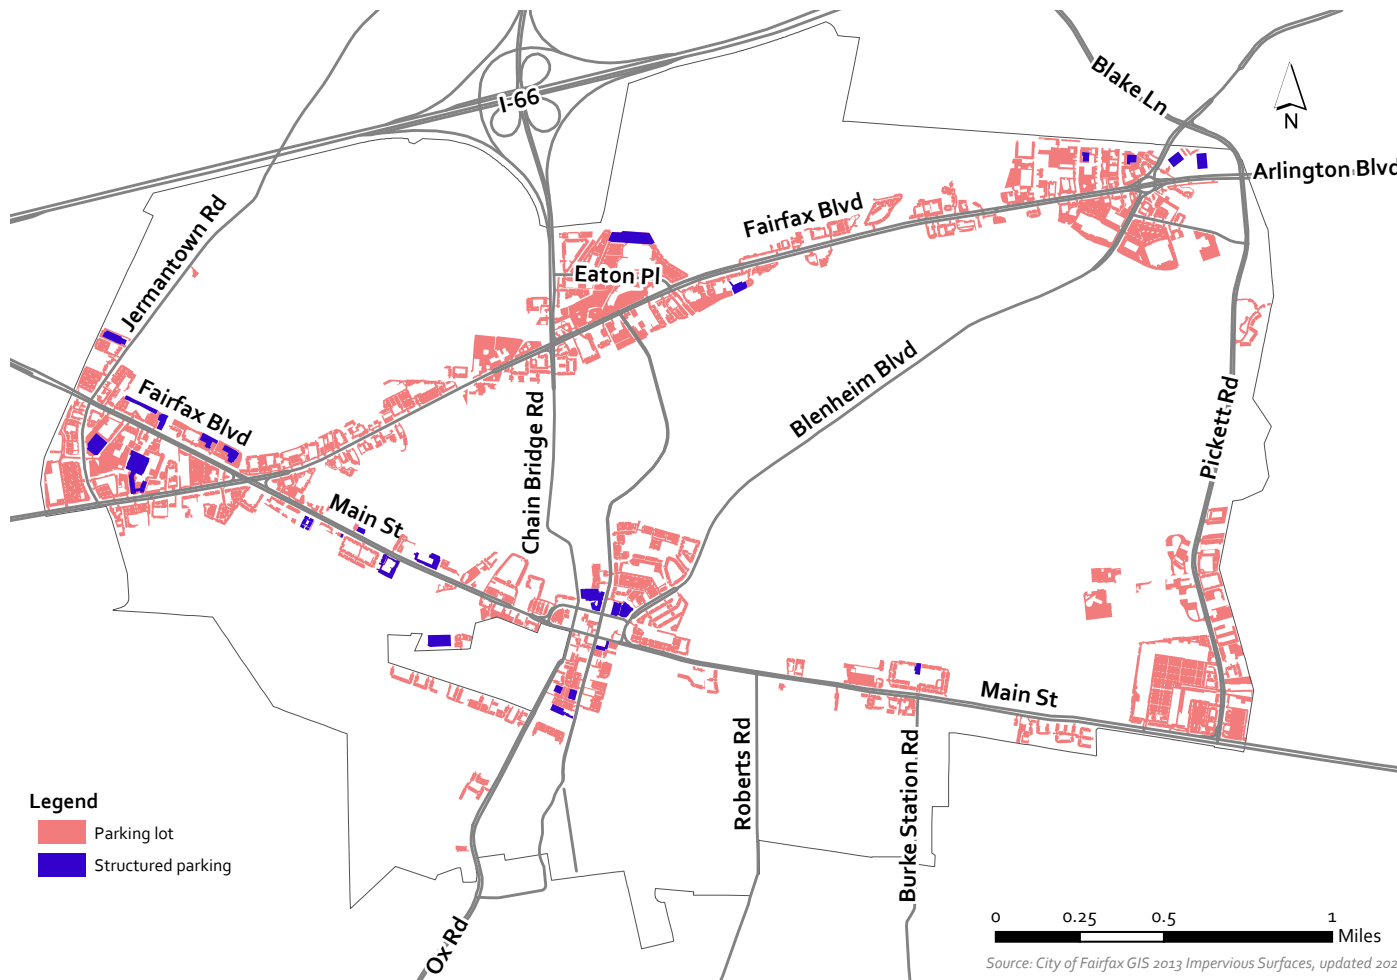 I-66
Blake Ln
N
Arlington Blvd
Jermantown Rd
Fairfax Blvd
Eaton Pl
Fairfax Blvd
Chain Bridge Rd
Blenheim Blvd
Pickett Rd
Main St
Main St
Roberts Rd
Burke Station Rd
Ox Rd
Legend
Parking lot
Structured parking
0 0.25 0.5 1
Miles
Source: City of Fairfax GIS 2013 Impervious Surfaces, updated 202